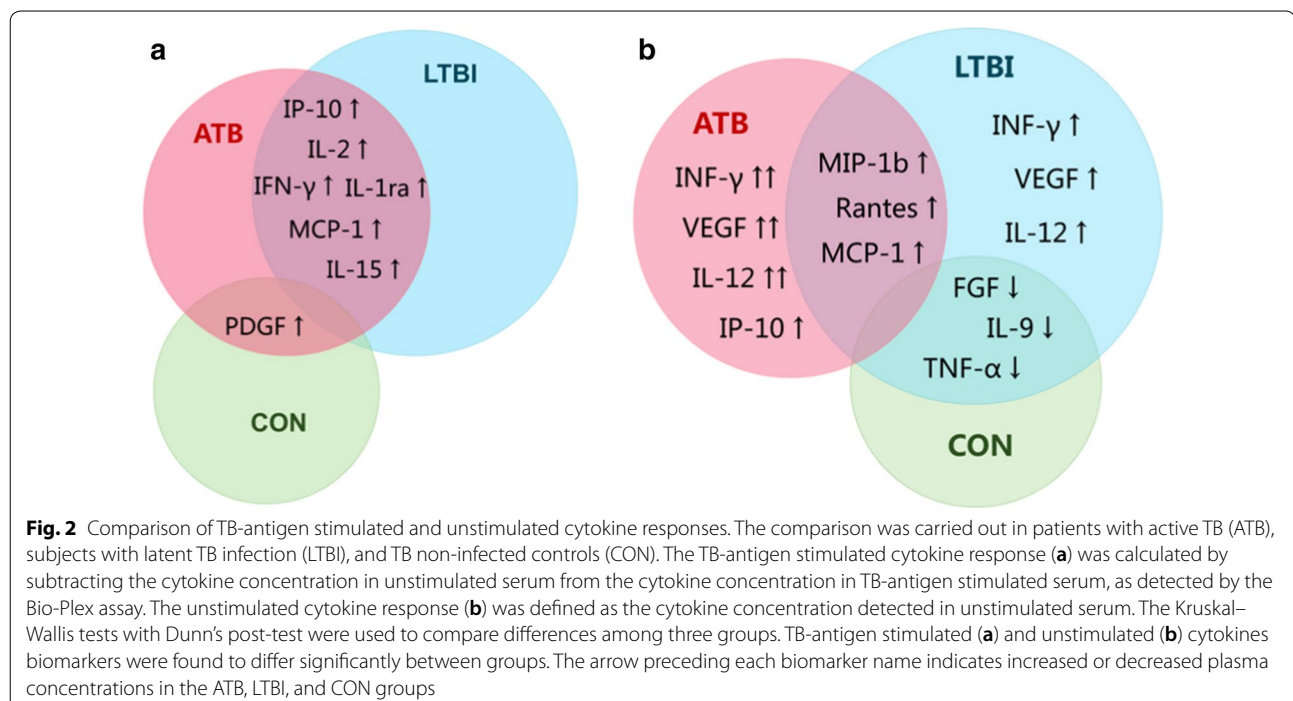 a
LTBI
ATB
IP-10 ↑
IL-2 ↑
IFN-γ ↑ IL-1ra ↑
MCP-1 ↑
IL-15 ↑
PDGF ↑
CON
b
LTBI
ATB
INF-γ ↑
VEGF ↑
IL-12 ↑
MIP-1b ↑
Rantes ↑
MCP-1 ↑
INF-γ ↑↑
VEGF ↑↑
IL-12 ↑↑
IP-10 ↑
FGF ↓
IL-9 ↓
TNF-α ↓
CON
Fig. 2 Comparison of TB-antigen stimulated and unstimulated cytokine responses. The comparison was carried out in patients with active TB (ATB),
subjects with latent TB infection (LTBI), and TB non-infected controls (CON). The TB-antigen stimulated cytokine response (a) was calculated by
subtracting the cytokine concentration in unstimulated serum from the cytokine concentration in TB-antigen stimulated serum, as detected by the
Bio-Plex assay. The unstimulated cytokine response (b) was defined as the cytokine concentration detected in unstimulated serum. The Kruskal–
Wallis tests with Dunn's post-test were used to compare differences among three groups. TB-antigen stimulated (a) and unstimulated (b) cytokines
biomarkers were found to differ significantly between groups. The arrow preceding each biomarker name indicates increased or decreased plasma
concentrations in the ATB, LTBI, and CON groups